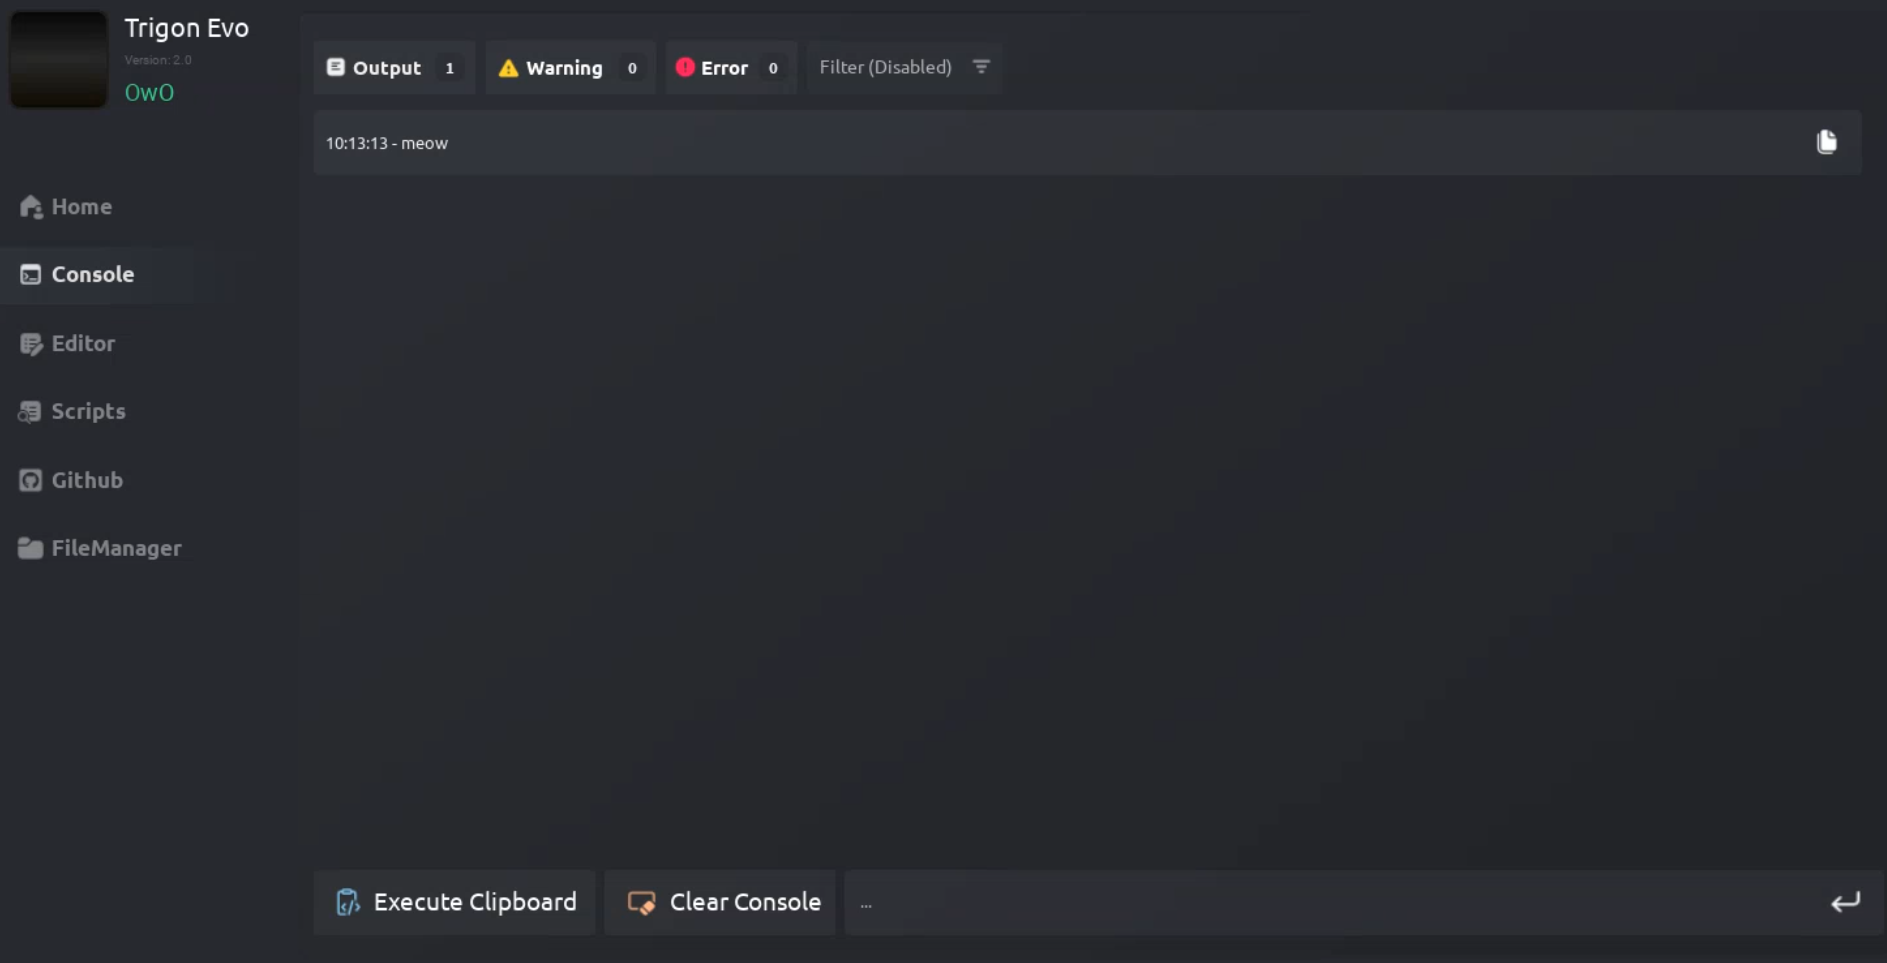 Trigon Evo
Version: 2.0
OwO
Home
Console
Editor
Scripts
Github
FileManager
Output 1
Warning 0
Error 0
Filter (Disabled)
10:13:13 - meow
Execute Clipboard
Clear Console
...